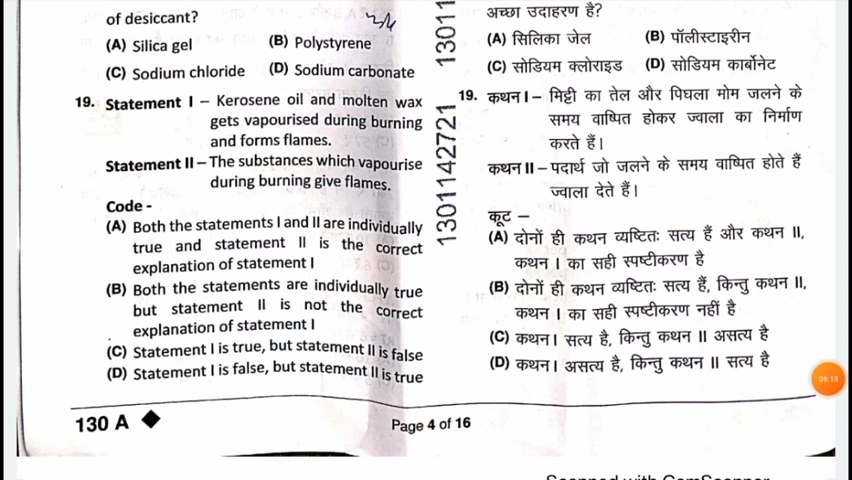 of desiccant?
(A) Silica gel (B) Polystyrene
(C) Sodium chloride (D) Sodium carbonate
19. Statement I – Kerosene oil and molten wax
gets vapourised during burning
and forms flames.
Statement II – The substances which vapourise
during burning give flames.
Code -
(A) Both the statements I and II are individually
true and statement II is the correct
explanation of statement I
(B) Both the statements are individually true
but statement II is not the correct
explanation of statement I
(C) Statement I is true, but statement II is false
(D) Statement I is false, but statement II is true
1301142721 13011
अच्छा उदाहरण है?
(A) सिलिका जेल (B) पॉलीस्टाइरीन
(C) सोडियम क्लोराइड (D) सोडियम कार्बोनेट
19. कथन I – मिट्टी का तेल और पिघला मोम जलने के
समय वाष्पित होकर ज्वाला का निर्माण
करते हैं।
कथन II – पदार्थ जो जलने के समय वाष्पित होते हैं
ज्वाला देते हैं।
कूट –
(A) दोनों ही कथन व्यष्टितः सत्य हैं और कथन II,
कथन I का सही स्पष्टीकरण है
(B) दोनों ही कथन व्यष्टितः सत्य हैं, किन्तु कथन II,
कथन I का सही स्पष्टीकरण नहीं है
(C) कथन I सत्य है, किन्तु कथन II असत्य है
(D) कथन I असत्य है, किन्तु कथन II सत्य है
06:18
130 A ◆ Page 4 of 16